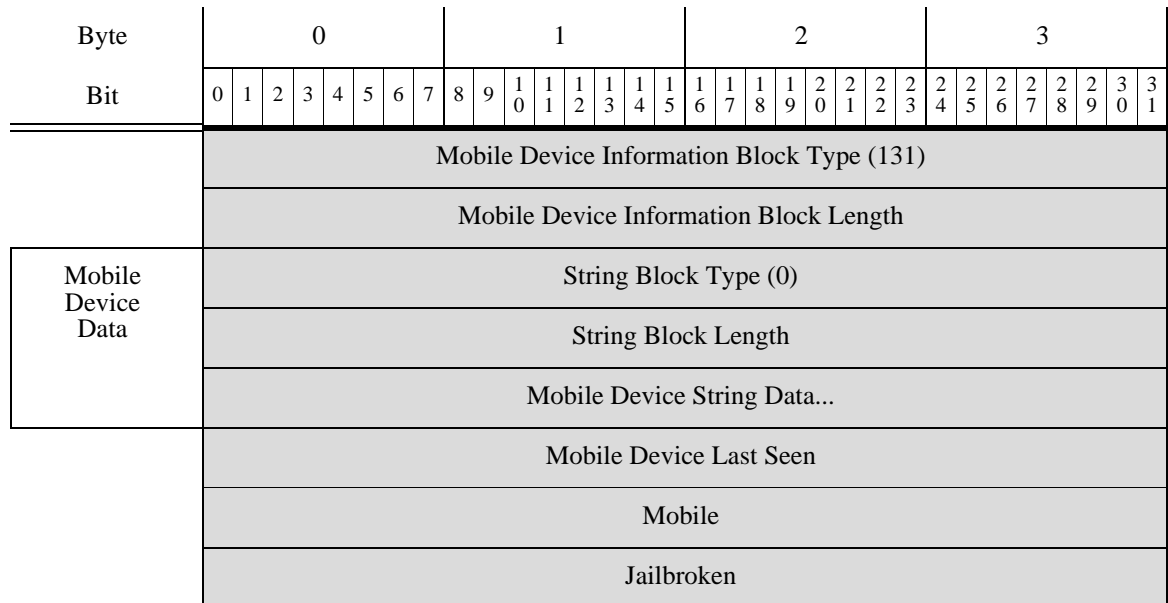 Byte 0 1 2 3
Bit 0 1 2 3 4 5 6 7 8 9 10 11 12 13 14 15 16 17 18 19 20 21 22 23 24 25 26 27 28 29 30 31
Mobile Device Information Block Type (131)
Mobile Device Information Block Length
Mobile
Device
Data
String Block Type (0)
String Block Length
Mobile Device String Data...
Mobile Device Last Seen
Mobile
Jailbroken